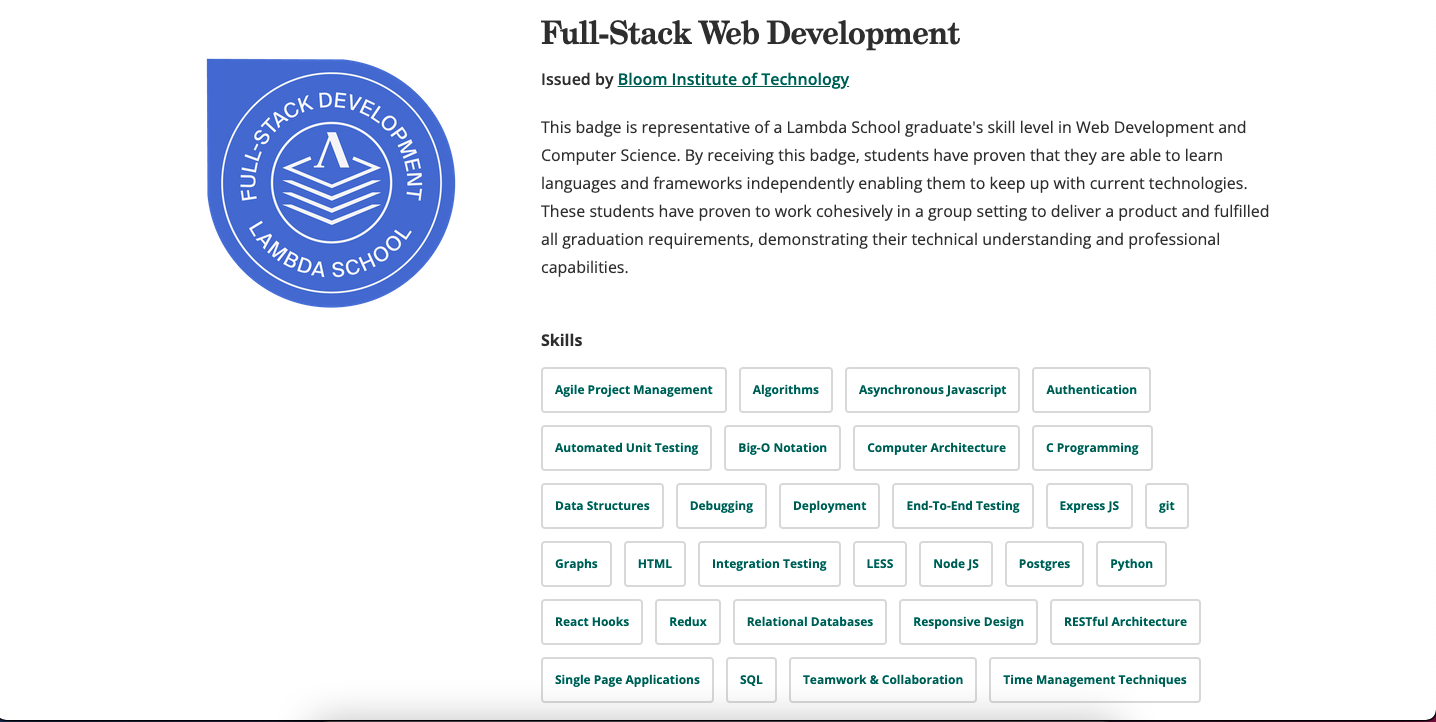 Full-Stack Web Development
Issued by Bloom Institute of Technology
FULL-STACK DEVELOPMENT
LAMBDA SCHOOL
This badge is representative of a Lambda School graduate's skill level in Web Development and
Computer Science. By receiving this badge, students have proven that they are able to learn
languages and frameworks independently enabling them to keep up with current technologies.
These students have proven to work cohesively in a group setting to deliver a product and fulfilled
all graduation requirements, demonstrating their technical understanding and professional
capabilities.
Skills
Agile Project Management Algorithms Asynchronous Javascript Authentication
Automated Unit Testing Big-O Notation Computer Architecture C Programming
Data Structures Debugging Deployment End-To-End Testing Express JS git
Graphs HTML Integration Testing LESS Node JS Postgres Python
React Hooks Redux Relational Databases Responsive Design RESTful Architecture
Single Page Applications SQL Teamwork & Collaboration Time Management Techniques